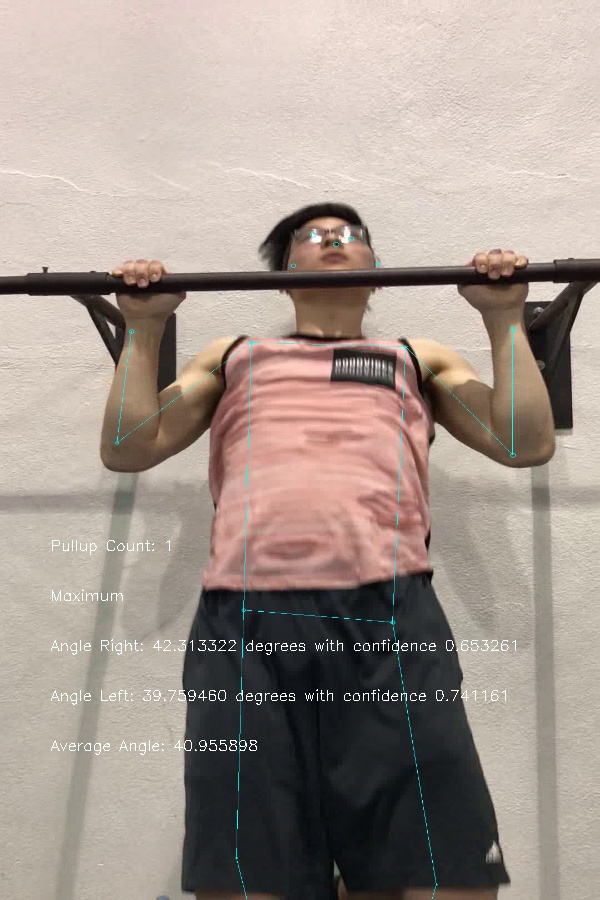 Pullup Count: 1
Maximum
Angle Right: 42.313322 degrees with confidence 0.653261
Angle Left: 39.759460 degrees with confidence 0.741161
Average Angle: 40.955898